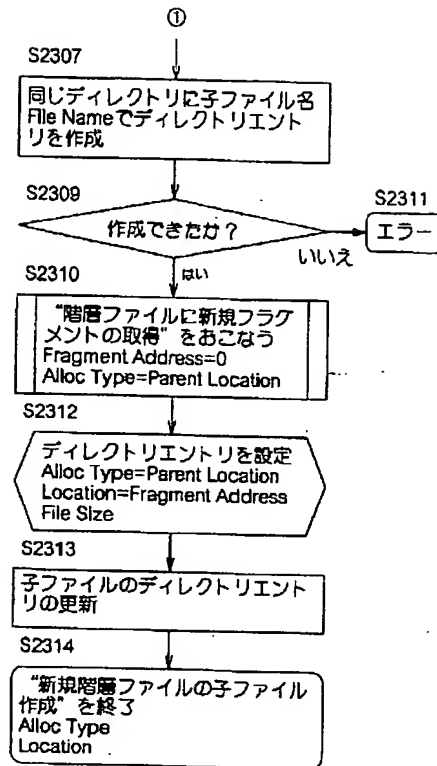 ①
S2307
同じディレクトリに子ファイル名
File Nameでディレクトリエント
リを作成
S2309
作成できたか？
S2311
エラー
いいえ
はい
S2310
“階層ファイルに新規フラグ
メントの取得”をおこなう
Fragment Address=0
Alloc Type=Parent Location
S2312
ディレクトリエントリを設定
Alloc Type=Parent Location
Location=Fragment Address
File Size
S2313
子ファイルのディレクトリエント
リの更新
S2314
“新規階層ファイルの子ファイル
作成”を終了
Alloc Type
Location